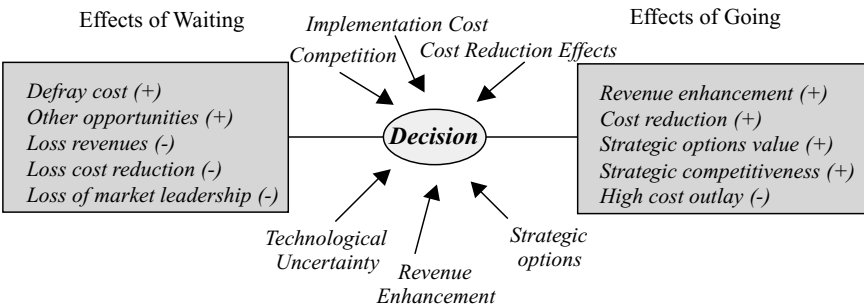 Effects of Waiting
Defray cost (+)
Other opportunities (+)
Loss revenues (-)
Loss cost reduction (-)
Loss of market leadership (-)
Implementation Cost
Competition
Cost Reduction Effects
Decision
Technological
Uncertainty
Revenue
Enhancement
Strategic
options
Effects of Going
Revenue enhancement (+)
Cost reduction (+)
Strategic options value (+)
Strategic competitiveness (+)
High cost outlay (-)